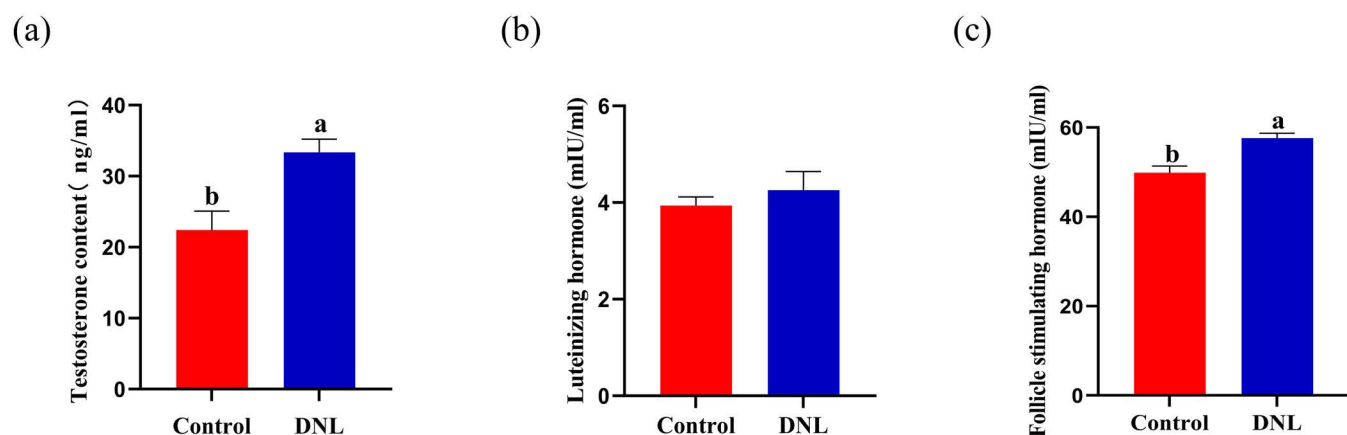 (a)
(b)
(c)
Testosterone content( ng/ml)
40
30
20
10
0
b
a
Control
DNL
Luteinizing hormone (mIU/ml)
6
4
2
0
Control
DNL
Follicle stimulating hormone (mIU/ml)
60
40
20
0
b
a
Control
DNL